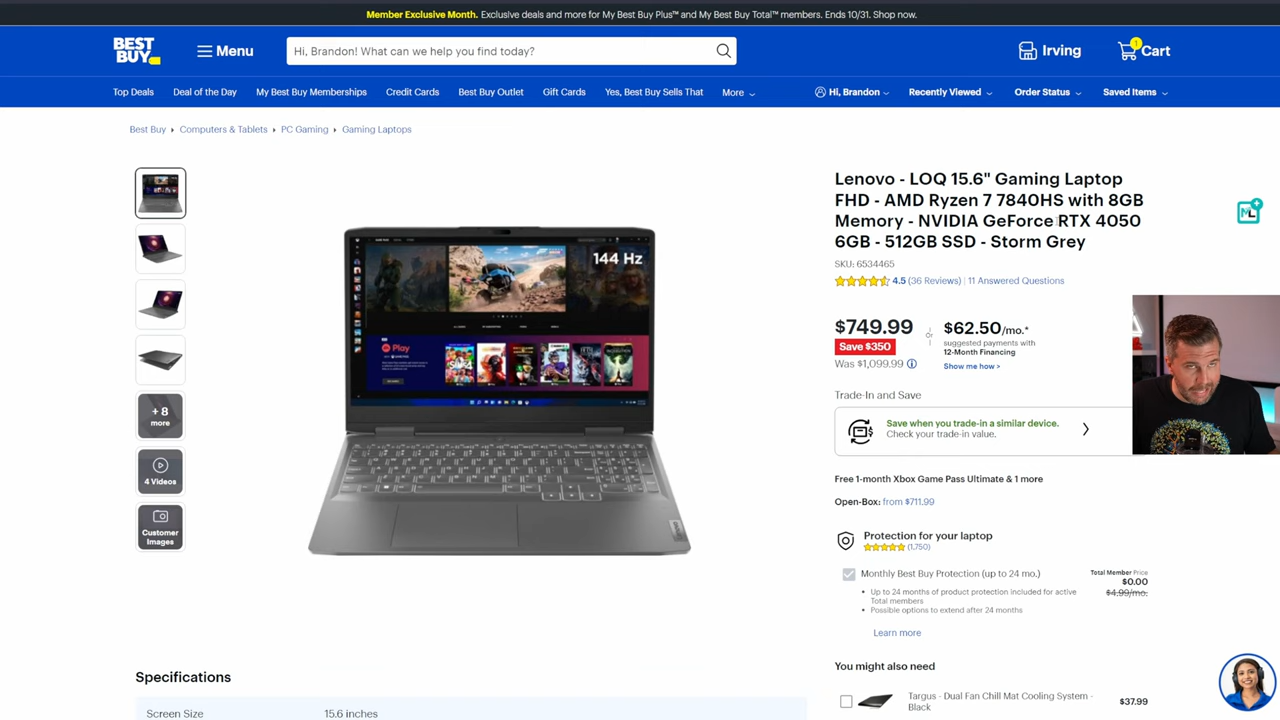 Member Exclusive Month. Exclusive deals and more for My Best Buy Plus™ and My Best Buy Total™ members. Ends 10/31. Shop now.
BEST BUY
Menu
Hi, Brandon! What can we help you find today?
Irving
1
Cart
Top Deals
Deal of the Day
My Best Buy Memberships
Credit Cards
Best Buy Outlet
Gift Cards
Yes, Best Buy Sells That
More
Hi, Brandon
Recently Viewed
Order Status
Saved Items
Best Buy
Computers & Tablets
PC Gaming
Gaming Laptops
+ 8
more
4 Videos
Customer
Images
144 Hz
Play
Lenovo - LOQ 15.6" Gaming Laptop
FHD - AMD Ryzen 7 7840HS with 8GB
Memory - NVIDIA GeForce RTX 4050
6GB - 512GB SSD - Storm Grey
SKU: 6534465
4.5 (36 Reviews) | 11 Answered Questions
$749.99
Save $350
Was $1,099.99
or
$62.50/mo.*
suggested payments with
12-Month Financing
Show me how >
Trade-In and Save
Save when you trade-in a similar device.
Check your trade-in value.
Free 1-month Xbox Game Pass Ultimate & 1 more
Open-Box: from $711.99
Protection for your laptop
(1,750)
Monthly Best Buy Protection (up to 24 mo.)
Total Member Price
$0.00
$4.99/mo.
• Up to 24 months of product protection included for active
Total members
• Possible options to extend after 24 months
Learn more
You might also need
Targus - Dual Fan Chill Mat Cooling System -
Black
$37.99
Specifications
Screen Size
15.6 inches